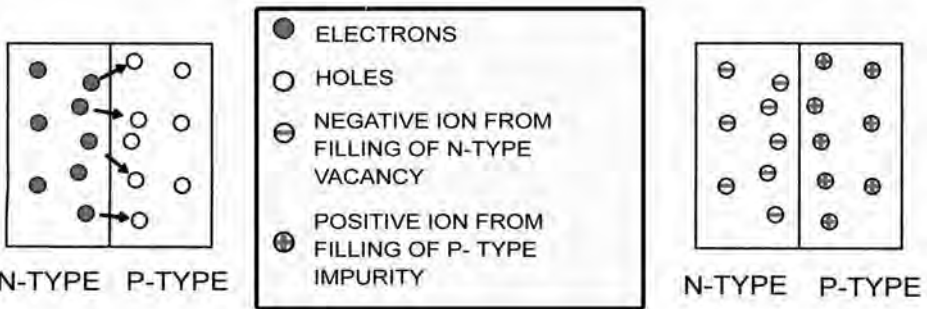 ELECTRONS
HOLES
NEGATIVE ION FROM
FILLING OF N-TYPE
VACANCY
POSITIVE ION FROM
FILLING OF P- TYPE
IMPURITY
N-TYPE P-TYPE
N-TYPE P-TYPE